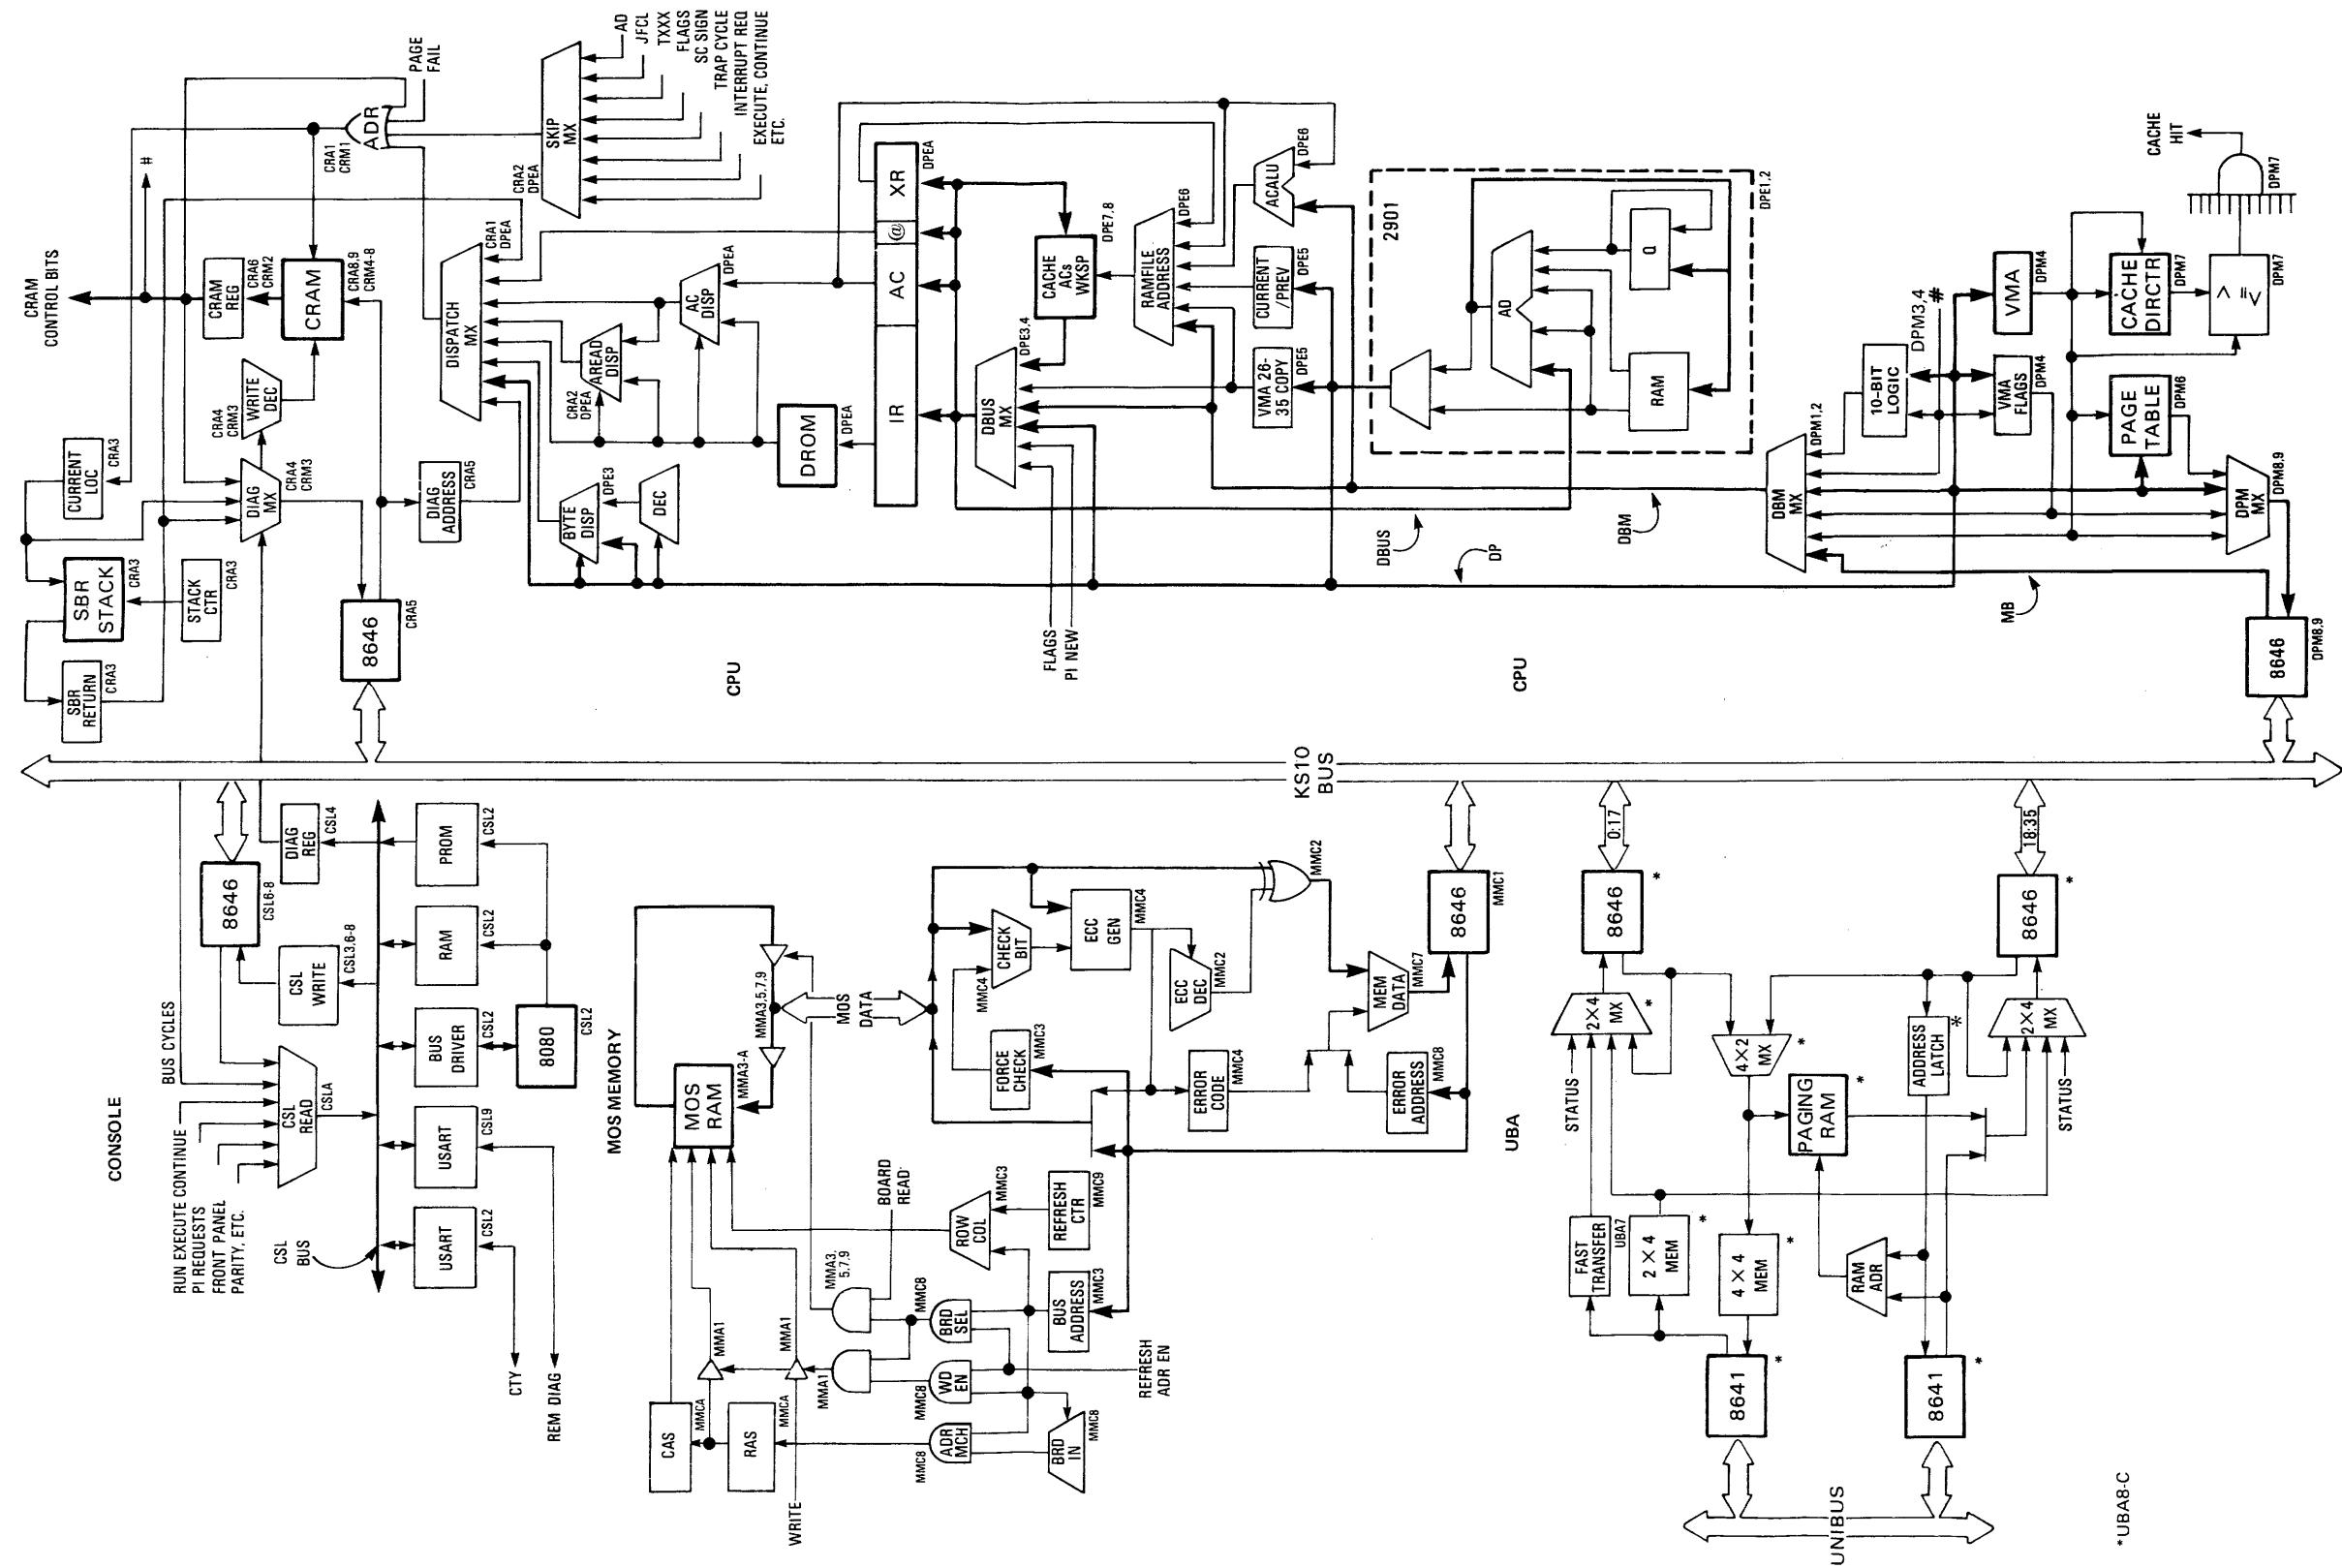 CRAM
CONTROL BITS
#
PAGE
FAIL
ADR
CRA1
CRM1
AD
JFCL
TXXX
FLAGS
SC SIGN
TRAP CYCLE
INTERRUPT REQ
EXECUTE, CONTINUE
ETC.
SKIP
MX
CRA2
DPEA
CRAM
REG
CRA6
CRM2
CRAM
CRA8,9
CRM4-8
WRITE
DEC
CRA4
CRM3
CURRENT
LOC
CRA3
DIAG
MX
CRA4
CRM3
SBR
STACK
CRA3
STACK
CTR
CRA3
SBR
RETURN
CRA3
8646
CRA5
DIAG
ADDRESS
CRA5
DISPATCH
MX
CRA1
DPEA
AREAD
DISP
CRA2
DPEA
AC
DISP
DPEA
BYTE
DISP
DPE3
DEC
DROM
DPEA
IR
AC
@
XR
DPEA
CPU
FLAGS
PI NEW
DBUS
MX
DPE3,4
CACHE
ACs
WKSP
DPE7,8
RAMFILE
ADDRESS
DPE6
ACALU
DPE6
VMA 26-
35 COPY
DPE5
CURRENT
/PREV
DPE5
2901
AD
Q
RAM
DPE1,2
DBUS
DP
DBM
CPU
DBM
MX
DPM1,2
10-BIT
LOGIC
DPM3,4
#
VMA
DPM4
VMA
FLAGS
DPM4
CACHE
DIRCTR
DPM7
PAGE
TABLE
DPM6
> = <
DPM7
CACHE
HIT
DPM7
DPM
MX
DPM8,9
MB
8646
DPM8,9
KS10
BUS
CONSOLE
RUN EXECUTE CONTINUE
PI REQUESTS
FRONT PANEL
PARITY, ETC.
BUS CYCLES
CSL
READ
CSLA
CSL
WRITE
CSL3,6-8
8646
CSL6-8
DIAG
REG
CSL4
CSL
BUS
USART
CSL2
USART
CSL9
BUS
DRIVER
CSL2
RAM
CSL2
PROM
CSL2
8080
CSL2
CTY
REM DIAG
MOS MEMORY
MOS
RAM
MMA3-A
MMA3,5,7,9
MOS
DATA
CAS
MMCA
RAS
MMCA
WRITE
MMA1
MMA1
MMA1
MMA3,
5,7,9
BOARD
READ
ADR
MCH
MMC8
WD
EN
MMC8
BRD
SEL
MMC8
BRD
IN
MMC8
ROW
COL
MMC3
REFRESH
CTR
MMC9
BUS
ADDRESS
MMC3
REFRESH
ADR EN
FORCE
CHECK
MMC3
CHECK
BIT
MMC4
ECC
GEN
MMC4
ECC
DEC
MMC2
MMC2
ERROR
CODE
MMC4
ERROR
ADDRESS
MMC8
MEM
DATA
MMC7
8646
MMC1
UBA
0:17
18:35
8646
*
8646
*
STATUS
2×4
MX
*
4×2
MX
*
ADDRESS
LATCH
*
2×4
MX
STATUS
PAGING
RAM
*
FAST
TRANSFER
UBA7
2×4
MEM
*
4×4
MEM
*
RAM
ADR
8641
*
8641
*
UNIBUS
*UBA8-C